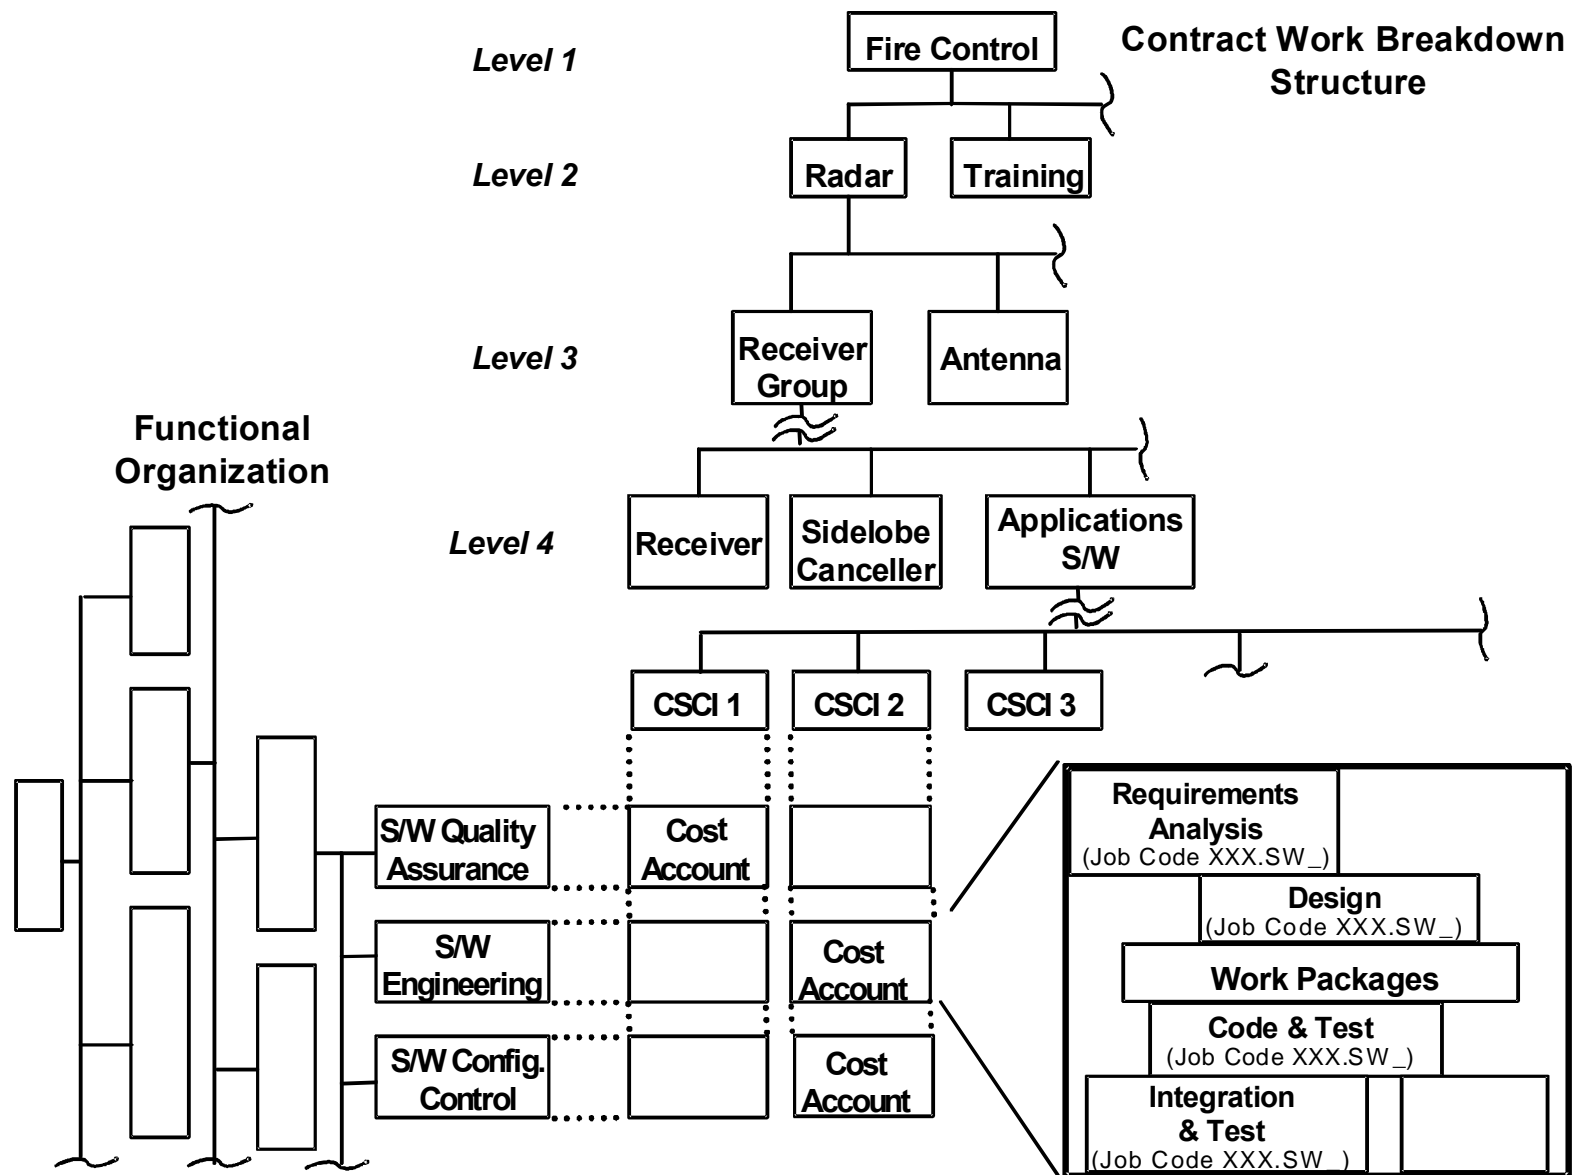 Contract Work Breakdown
Structure
Level 1
Fire Control
Level 2
Radar
Training
Level 3
Receiver
Group
Antenna
Functional
Organization
Level 4
Receiver
Sidelobe
Canceller
Applications
S/W
CSCI 1
CSCI 2
CSCI 3
S/W Quality
Assurance
Cost
Account
S/W
Engineering
Cost
Account
S/W Config.
Control
Cost
Account
Requirements
Analysis
(Job Code XXX.SW_)
Design
(Job Code XXX.SW_)
Work Packages
Code & Test
(Job Code XXX.SW_)
Integration
& Test
(Job Code XXX.SW_)